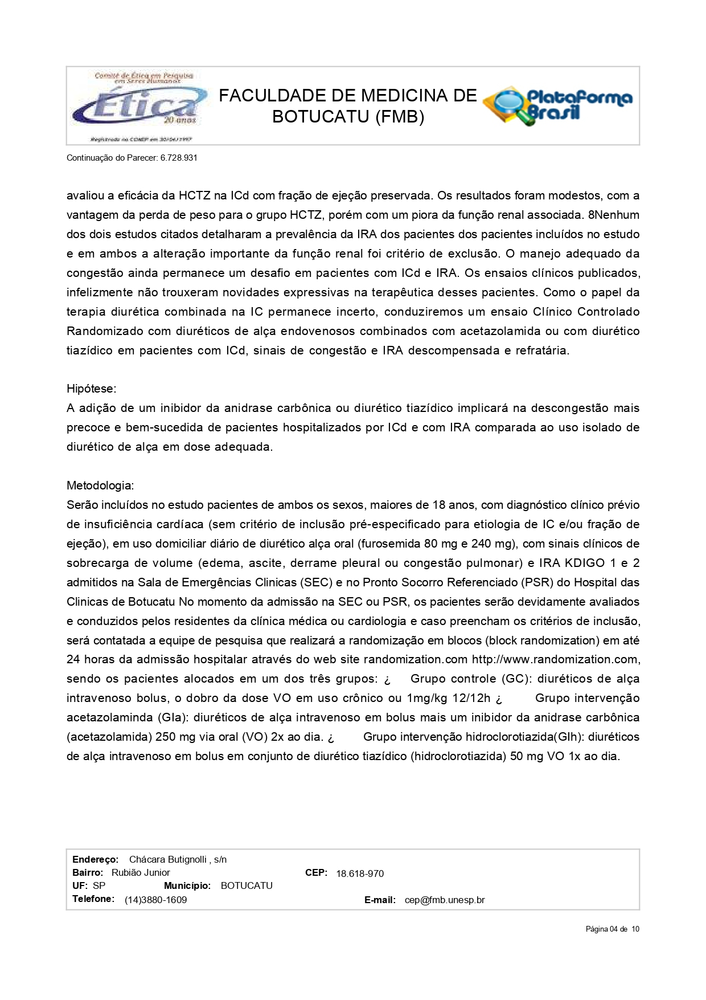 Comitê de Ética em Pesquisa
em Seres Humanos
Ética
20 anos
Registrado na CONEP em 30/04/1997
FACULDADE DE MEDICINA DE
BOTUCATU (FMB)
Plataforma
Brasil
Continuação do Parecer: 6.728.931
avaliou a eficácia da HCTZ na ICd com fração de ejeção preservada. Os resultados foram modestos, com a
vantagem da perda de peso para o grupo HCTZ, porém com um piora da função renal associada. 8Nenhum
dos dois estudos citados detalharam a prevalência da IRA dos pacientes dos pacientes incluídos no estudo
e em ambos a alteração importante da função renal foi critério de exclusão. O manejo adequado da
congestão ainda permanece um desafio em pacientes com ICd e IRA. Os ensaios clínicos publicados,
infelizmente não trouxeram novidades expressivas na terapêutica desses pacientes. Como o papel da
terapia diurética combinada na IC permanece incerto, conduziremos um ensaio Clínico Controlado
Randomizado com diuréticos de alça endovenosos combinados com acetazolamida ou com diurético
tiazídico em pacientes com ICd, sinais de congestão e IRA descompensada e refratária.
Hipótese:
A adição de um inibidor da anidrase carbônica ou diurético tiazídico implicará na descongestão mais
precoce e bem-sucedida de pacientes hospitalizados por ICd e com IRA comparada ao uso isolado de
diurético de alça em dose adequada.
Metodologia:
Serão incluídos no estudo pacientes de ambos os sexos, maiores de 18 anos, com diagnóstico clínico prévio
de insuficiência cardíaca (sem critério de inclusão pré-especificado para etiologia de IC e/ou fração de
ejeção), em uso domiciliar diário de diurético alça oral (furosemida 80 mg e 240 mg), com sinais clínicos de
sobrecarga de volume (edema, ascite, derrame pleural ou congestão pulmonar) e IRA KDIGO 1 e 2
admitidos na Sala de Emergências Clinicas (SEC) e no Pronto Socorro Referenciado (PSR) do Hospital das
Clinicas de Botucatu No momento da admissão na SEC ou PSR, os pacientes serão devidamente avaliados
e conduzidos pelos residentes da clínica médica ou cardiologia e caso preencham os critérios de inclusão,
será contatada a equipe de pesquisa que realizará a randomização em blocos (block randomization) em até
24 horas da admissão hospitalar através do web site randomization.com http://www.randomization.com,
sendo os pacientes alocados em um dos três grupos: ¿ Grupo controle (GC): diuréticos de alça
intravenoso bolus, o dobro da dose VO em uso crônico ou 1mg/kg 12/12h ¿ Grupo intervenção
acetazolaminda (GIa): diuréticos de alça intravenoso em bolus mais um inibidor da anidrase carbônica
(acetazolamida) 250 mg via oral (VO) 2x ao dia. ¿ Grupo intervenção hidroclorotiazida(GIh): diuréticos
de alça intravenoso em bolus em conjunto de diurético tiazídico (hidroclorotiazida) 50 mg VO 1x ao dia.
Endereço: Chácara Butignolli , s/n
Bairro: Rubião Junior CEP: 18.618-970
UF: SP Município: BOTUCATU
Telefone: (14)3880-1609 E-mail: cep@fmb.unesp.br
Página 04 de 10